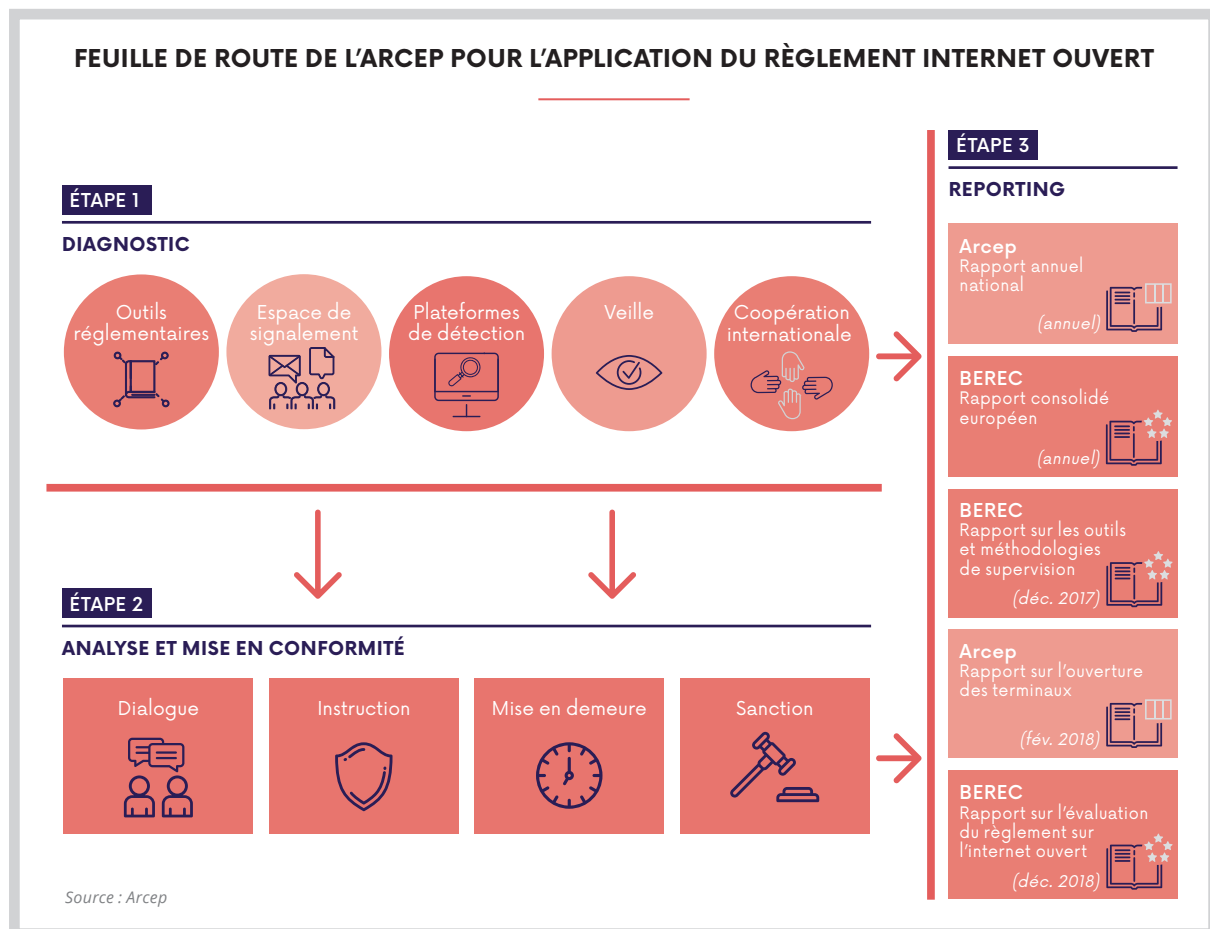 FEUILLE DE ROUTE DE L’ARCEP POUR L’APPLICATION DU RÈGLEMENT INTERNET OUVERT
ÉTAPE 1
DIAGNOSTIC
Outils
réglementaires
Espace de
signalement
Plateformes
de détection
Veille
Coopération
internationale
ÉTAPE 2
ANALYSE ET MISE EN CONFORMITÉ
Dialogue
Instruction
Mise en demeure
Sanction
ÉTAPE 3
REPORTING
Arcep
Rapport annuel
national
(annuel)
BEREC
Rapport consolidé
européen
(annuel)
BEREC
Rapport sur les outils
et méthodologies
de supervision
(déc. 2017)
Arcep
Rapport sur l’ouverture
des terminaux
(fév. 2018)
BEREC
Rapport sur l’évaluation
du règlement sur
l’internet ouvert
(déc. 2018)
Source : Arcep